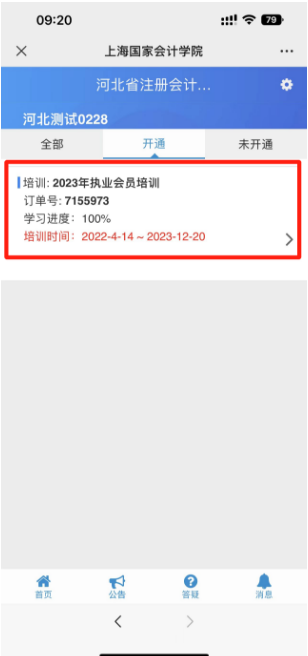 09:20
79
上海国家会计学院
河北省注册会计...
河北测试0228
全部 开通 未开通
培训: 2023年执业会员培训
订单号: 7155973
学习进度: 100%
培训时间: 2022-4-14 ~ 2023-12-20
首页 公告 答疑 消息